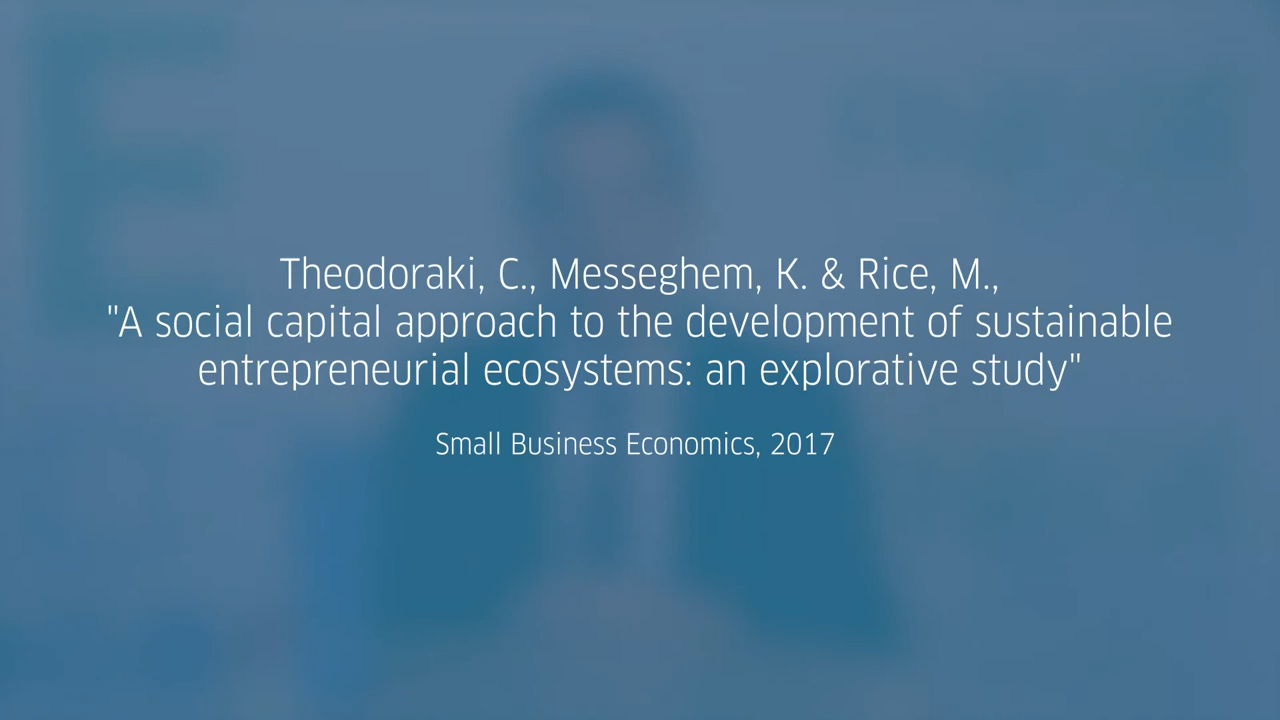 Theodoraki, C., Messeghem, K. & Rice, M.,
"A social capital approach to the development of sustainable
entrepreneurial ecosystems: an explorative study"
Small Business Economics, 2017